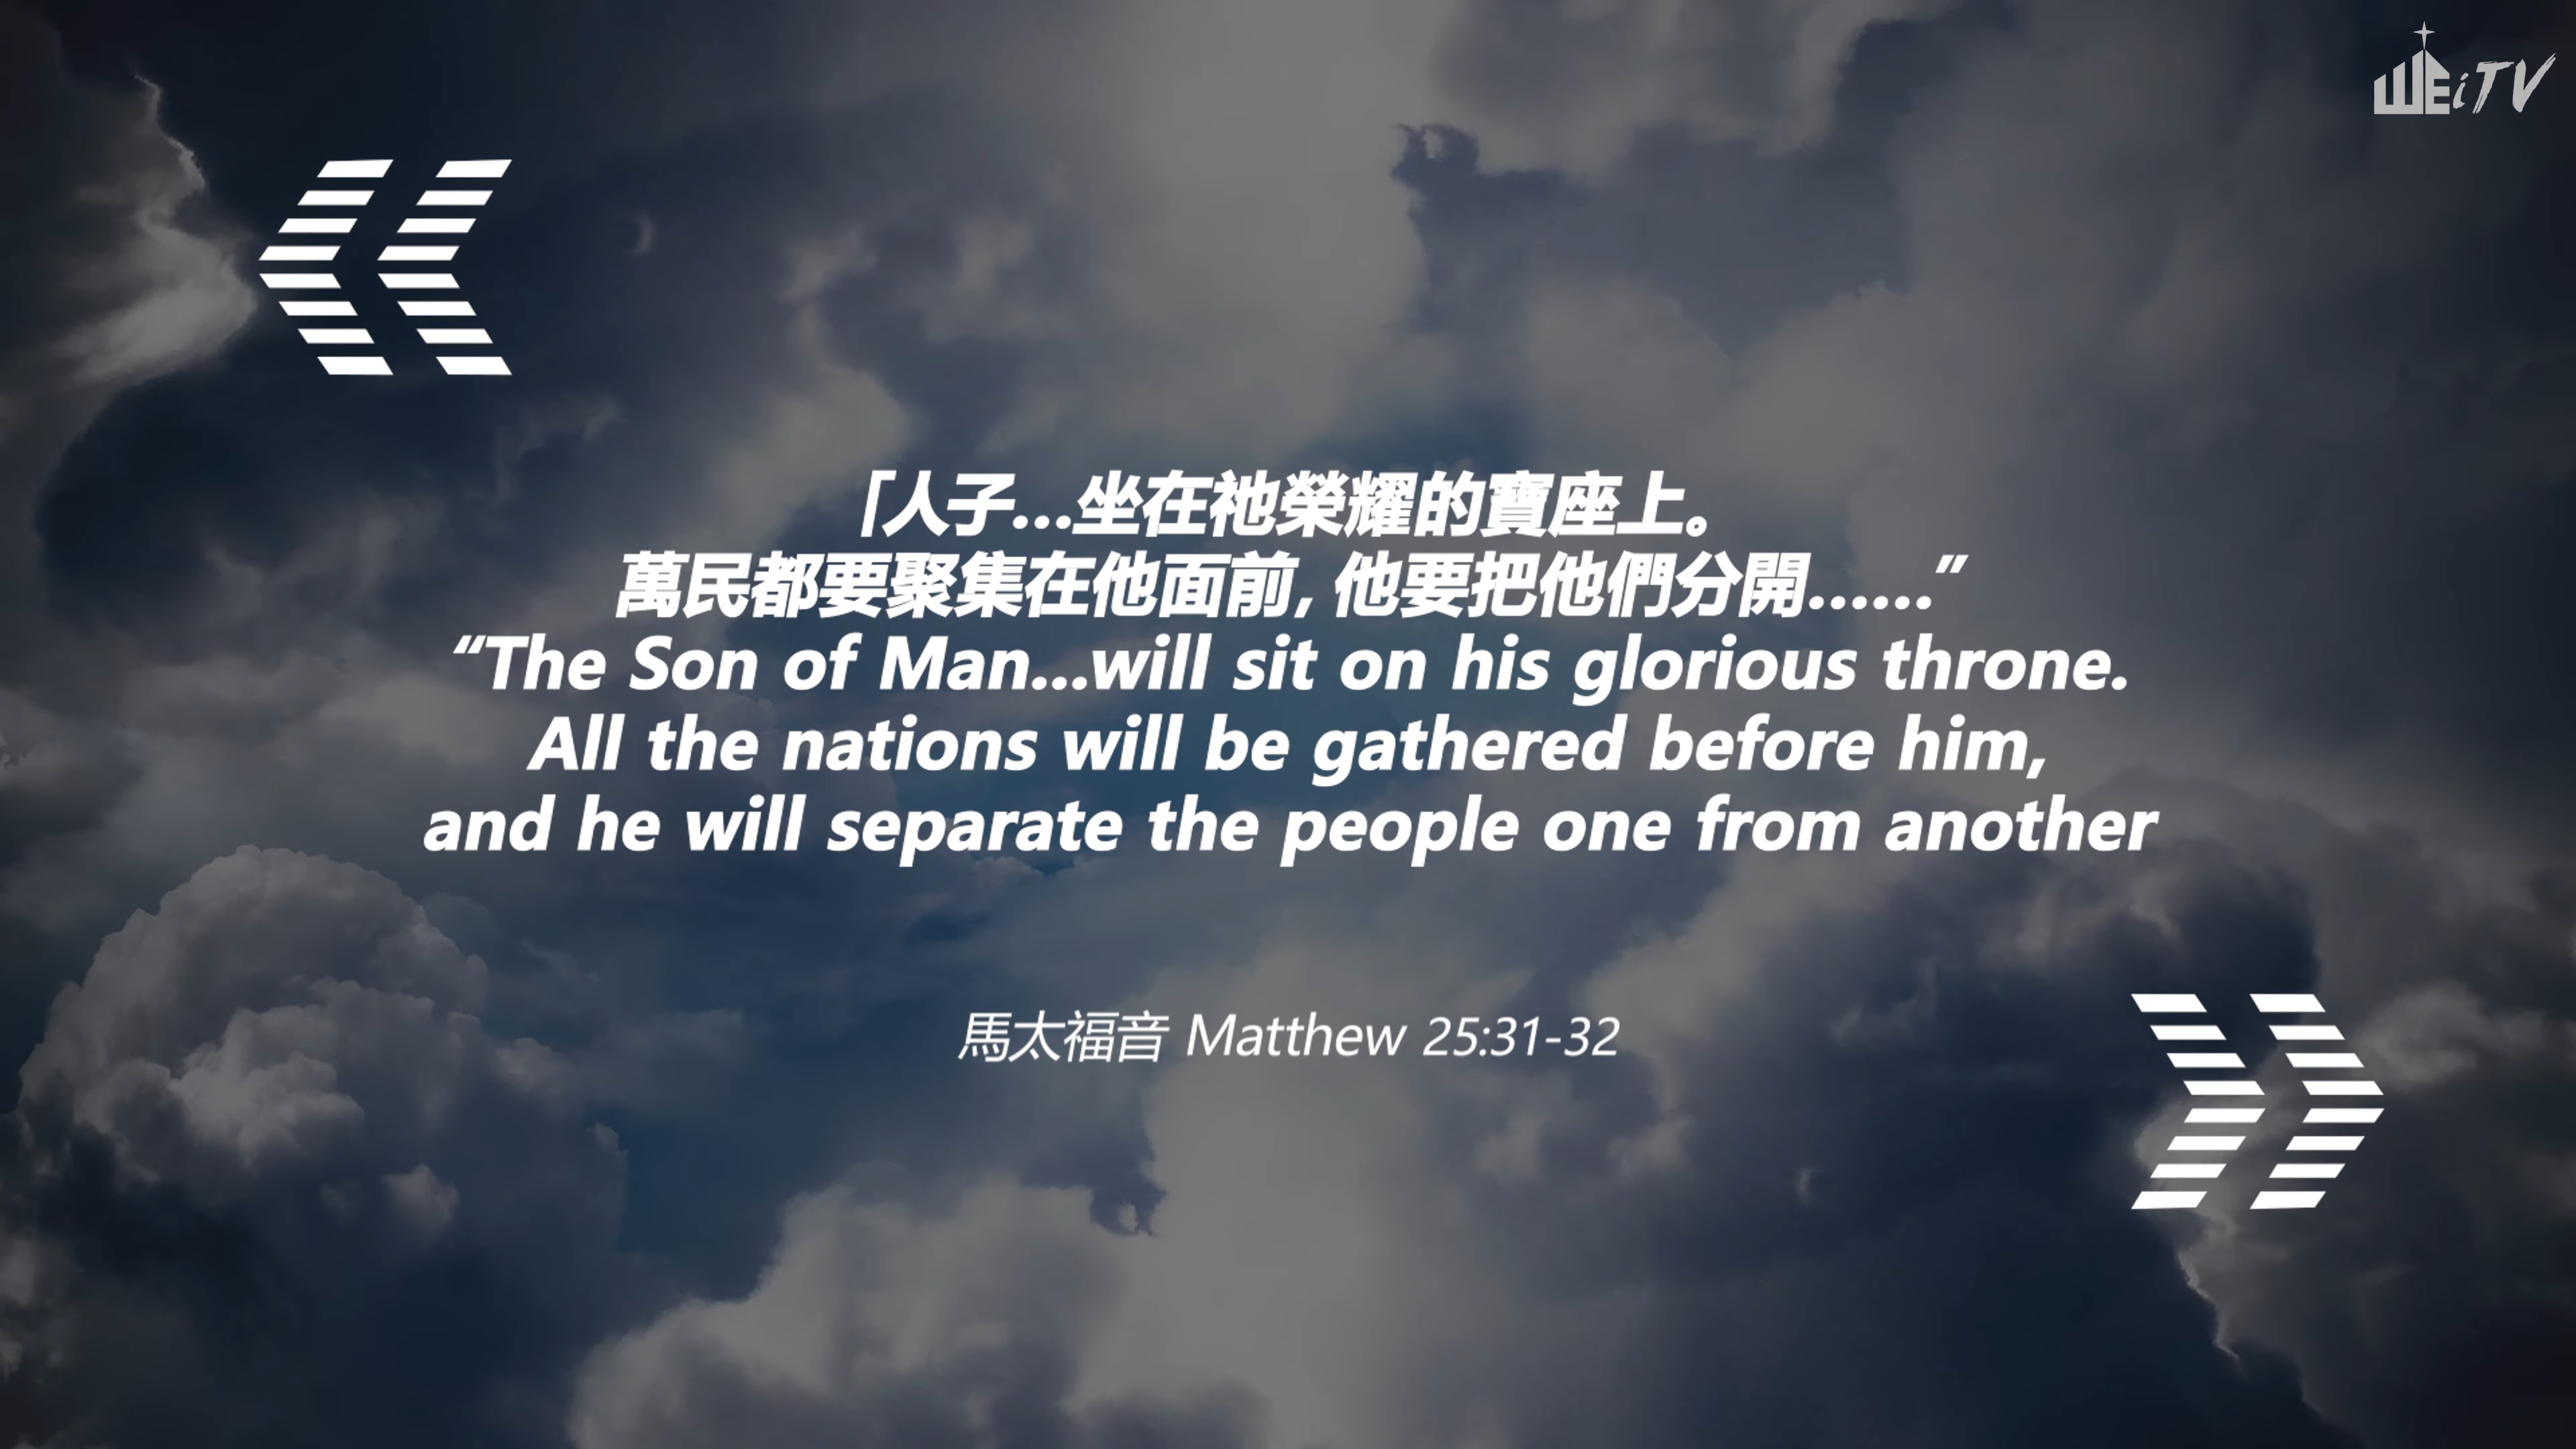 WEiTV
「人子...坐在祂榮耀的寶座上。
萬民都要聚集在他面前, 他要把他們分開......”
“The Son of Man...will sit on his glorious throne.
All the nations will be gathered before him,
and he will separate the people one from another
馬太福音 Matthew 25:31-32